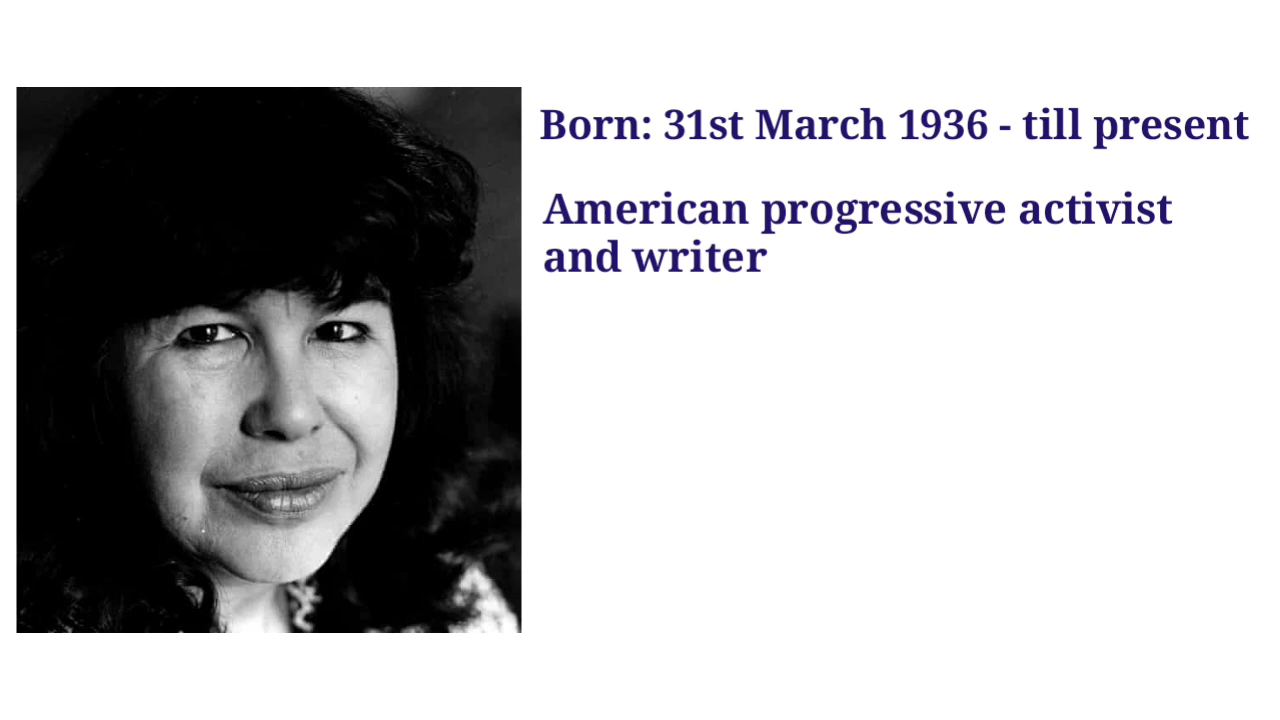 Born: 31st March 1936 - till present
American progressive activist
and writer